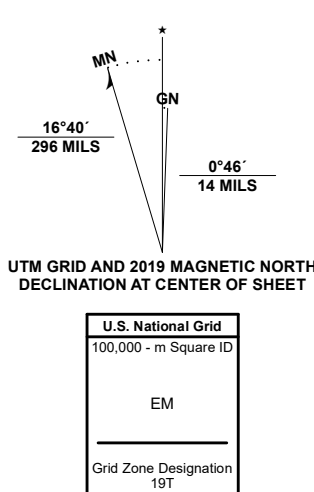 ★
MN
GN
16°40´
296 MILS
0°46´
14 MILS
UTM GRID AND 2019 MAGNETIC NORTH
DECLINATION AT CENTER OF SHEET
U.S. National Grid
100,000 - m Square ID
EM
Grid Zone Designation
19T